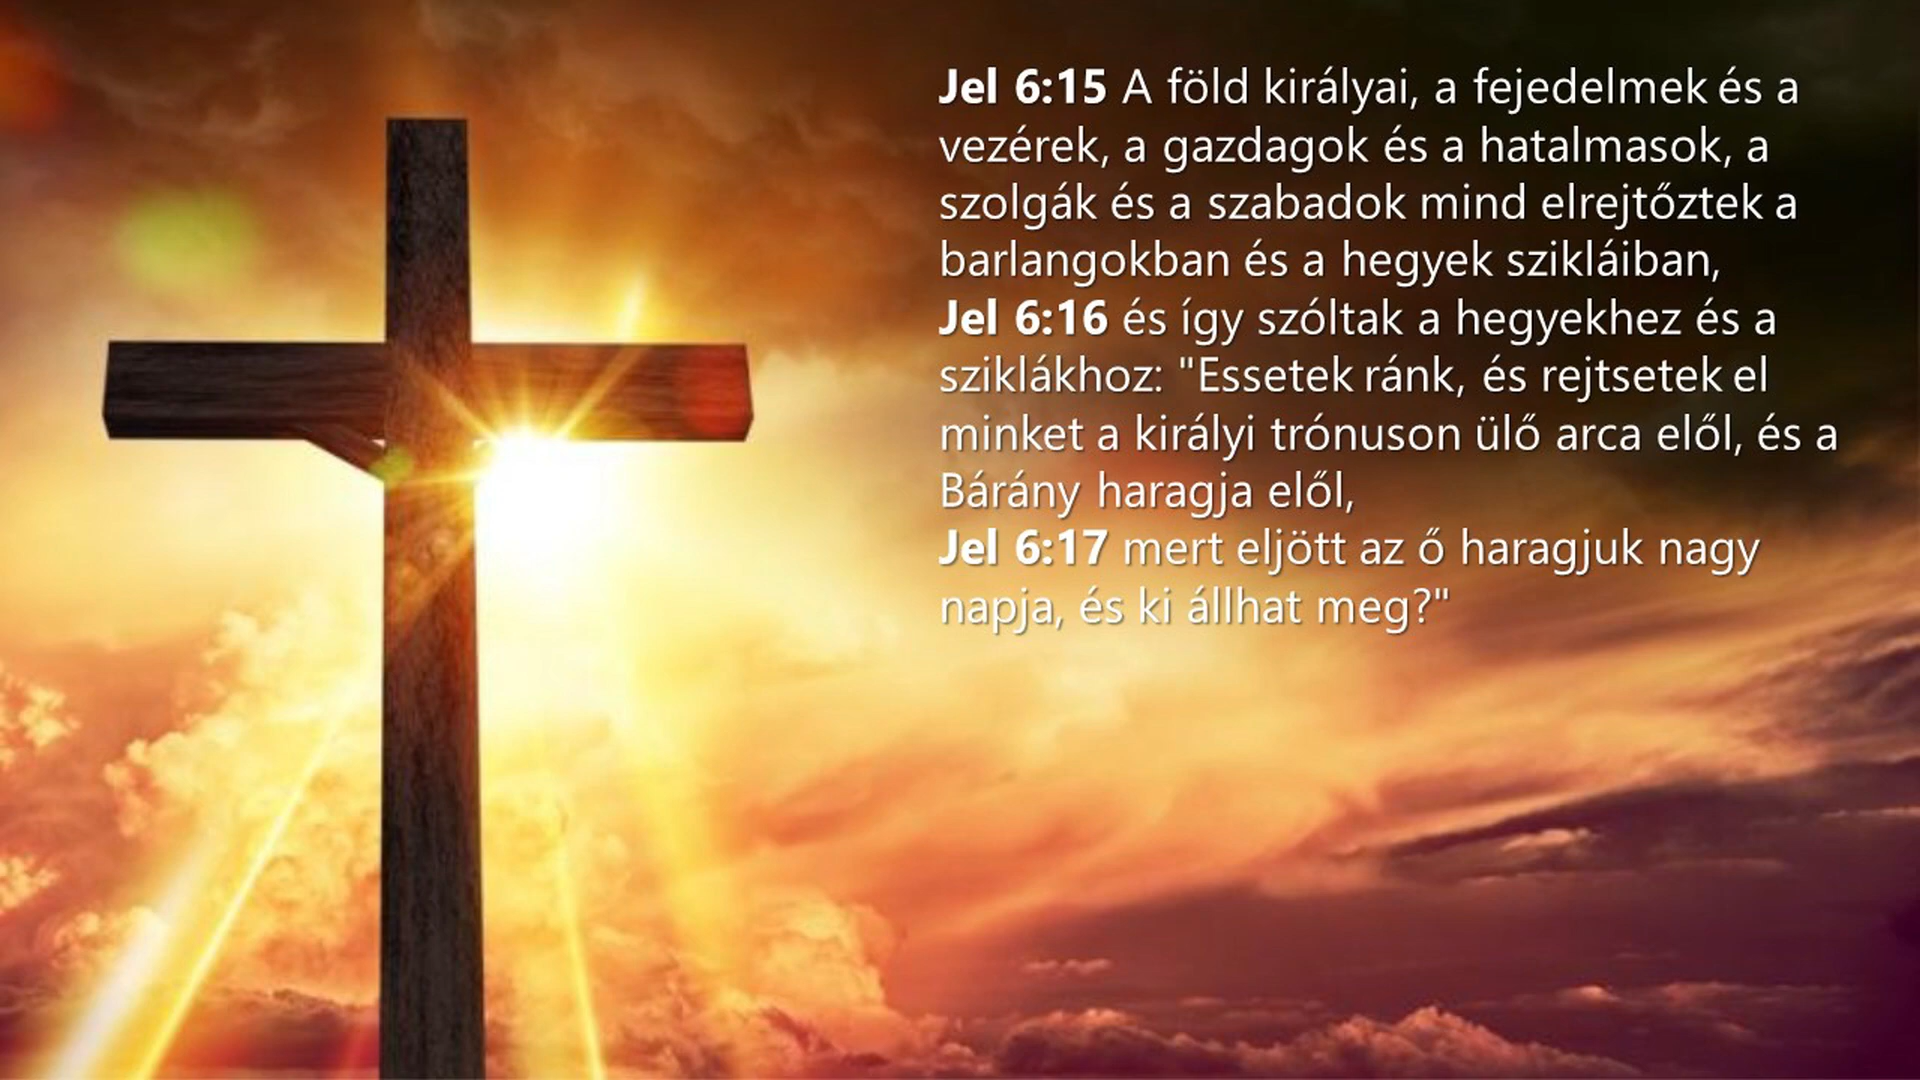 Jel 6:15 A föld királyai, a fejedelmek és a
vezérek, a gazdagok és a hatalmasok, a
szolgák és a szabadok mind elrejtőztek a
barlangokban és a hegyek szikláiban,
Jel 6:16 és így szóltak a hegyekhez és a
sziklákhoz: "Essetek ránk, és rejtsetek el
minket a királyi trónuson ülő arca elől, és a
Bárány haragja elől,
Jel 6:17 mert eljött az ő haragjuk nagy
napja, és ki állhat meg?"